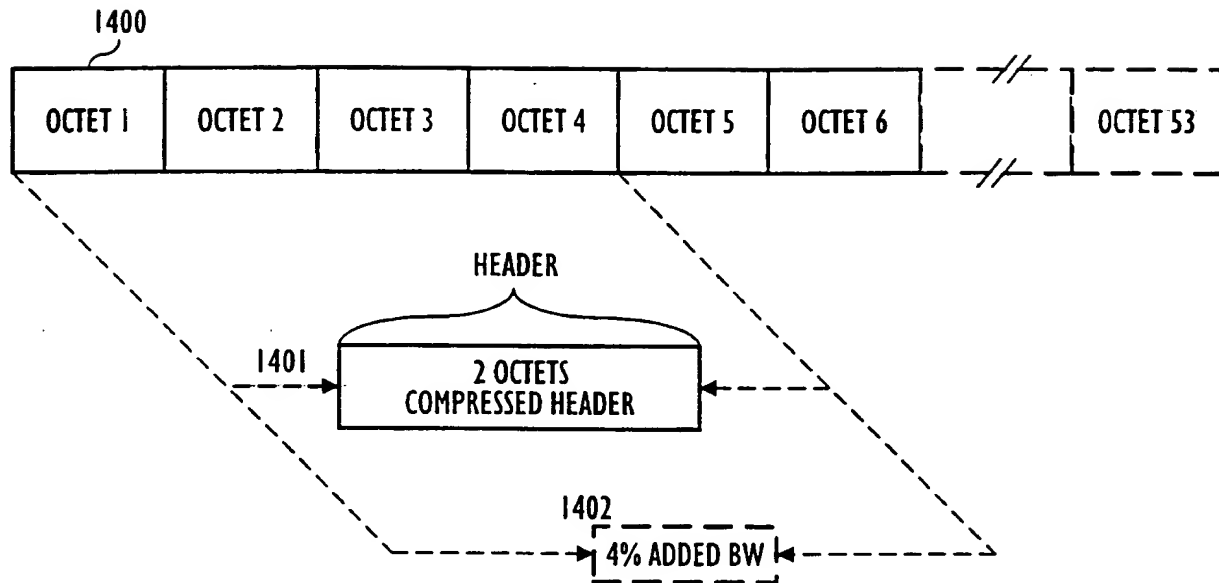 1400
OCTET 1 OCTET 2 OCTET 3 OCTET 4 OCTET 5 OCTET 6 OCTET 53
HEADER
1401
2 OCTETS
COMPRESSED HEADER
1402
4% ADDED BW